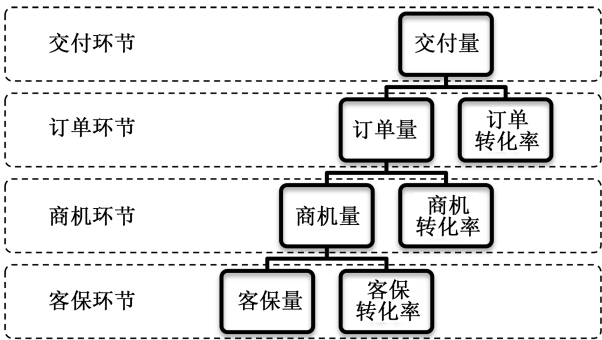 交付环节
交付量
订单环节
订单量
订单
转化率
商机环节
商机量
商机
转化率
客保环节
客保量
客保
转化率